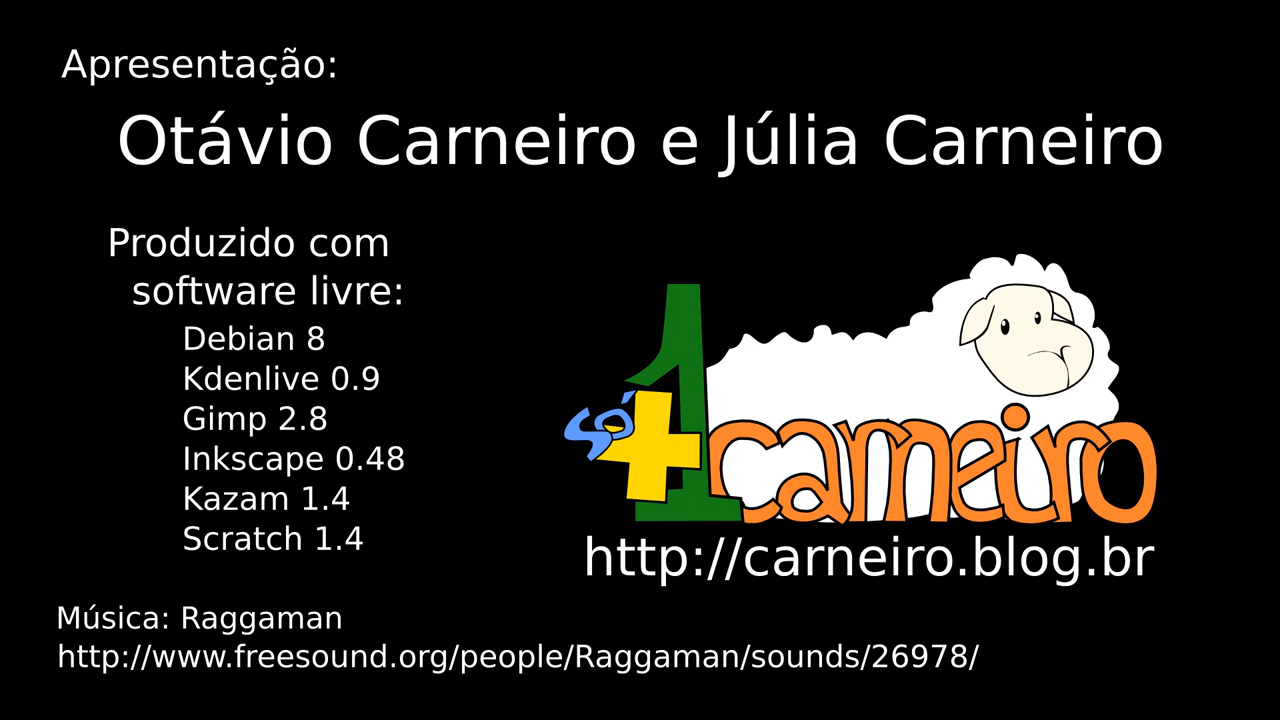 Apresentação:
Otávio Carneiro e Júlia Carneiro
Produzido com
software livre:
Debian 8
Kdenlive 0.9
Gimp 2.8
Inkscape 0.48
Kazam 1.4
Scratch 1.4
só +1 carneiro
http://carneiro.blog.br
Música: Raggaman
http://www.freesound.org/people/Raggaman/sounds/26978/